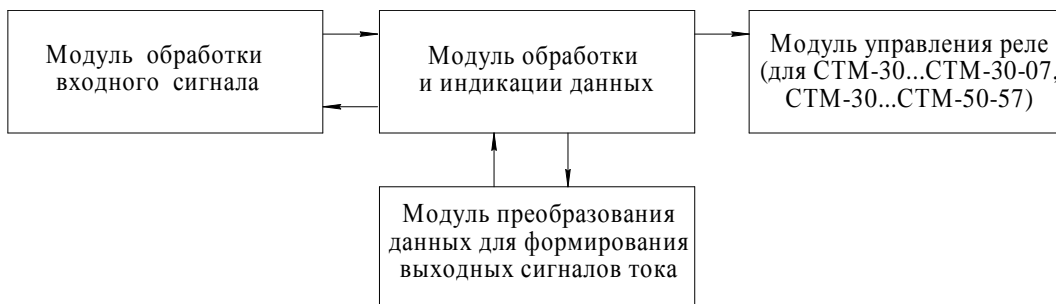 Модуль обработки
входного сигнала
Модуль обработки
и индикации данных
Модуль управления реле
(для СТМ-30...СТМ-30-07,
СТМ-30...СТМ-50-57)
Модуль преобразования
данных для формирования
выходных сигналов тока